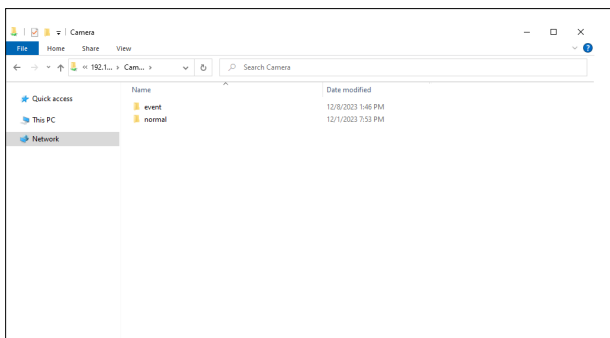 Camera
File Home Share View
« 192.1... › Cam... › Search Camera
Name Date modified
Quick access
event 12/8/2023 1:46 PM
This PC
normal 12/1/2023 7:53 PM
Network